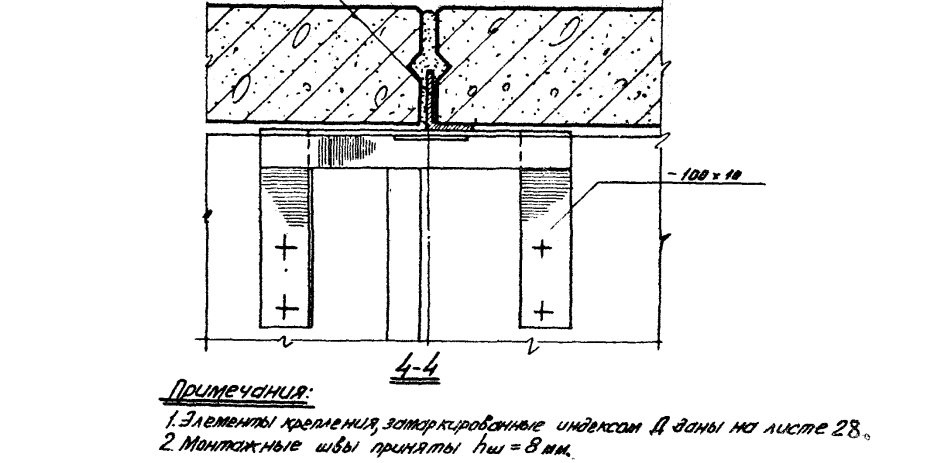 - 100 x 10
4-4
Примечания:
1. Элементы крепления, замаркированные индексом Д даны на листе 28.
2. Монтажные швы приняты hш = 8 мм.